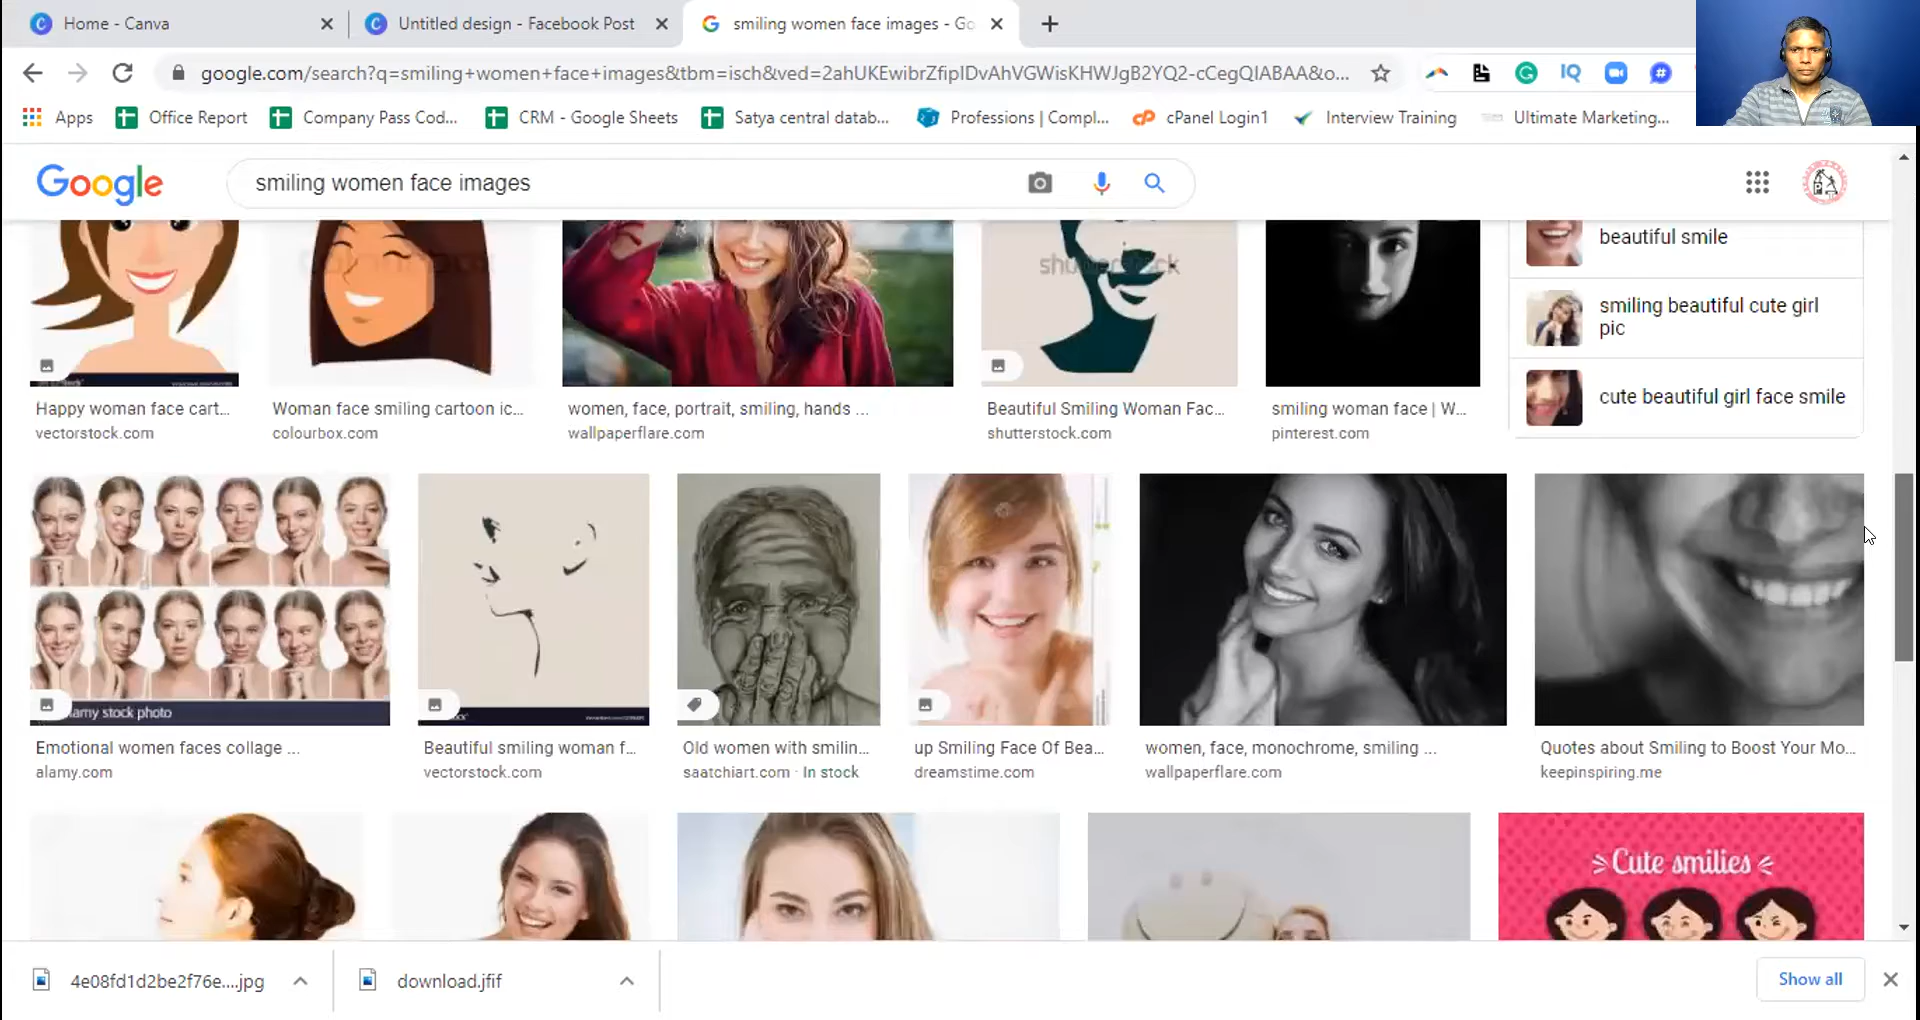 Home - Canva
Untitled design - Facebook Post
smiling women face images - Go
google.com/search?q=smiling+women+face+images&tbm=isch&ved=2ahUKEwibrZfipIDvAhVGWisKHWJgB2YQ2-cCegQIABAA&o...
Apps
Office Report
Company Pass Cod...
CRM - Google Sheets
Satya central datab...
Professions | Compl...
cPanel Login1
Interview Training
Ultimate Marketing...
Google
smiling women face images
beautiful smile
smiling beautiful cute girl
pic
cute beautiful girl face smile
shutterstock
Happy woman face cart...
vectorstock.com
Woman face smiling cartoon ic...
colourbox.com
women, face, portrait, smiling, hands ...
wallpaperflare.com
Beautiful Smiling Woman Fac...
shutterstock.com
smiling woman face | W...
pinterest.com
alamy stock photo
Emotional women faces collage ...
alamy.com
Beautiful smiling woman f...
vectorstock.com
Old women with smilin...
saatchiart.com · In stock
up Smiling Face Of Bea...
dreamstime.com
women, face, monochrome, smiling ...
wallpaperflare.com
Quotes about Smiling to Boost Your Mo...
keepinspiring.me
Cute smilies
4e08fd1d2be2f76e....jpg
download.jfif
Show all